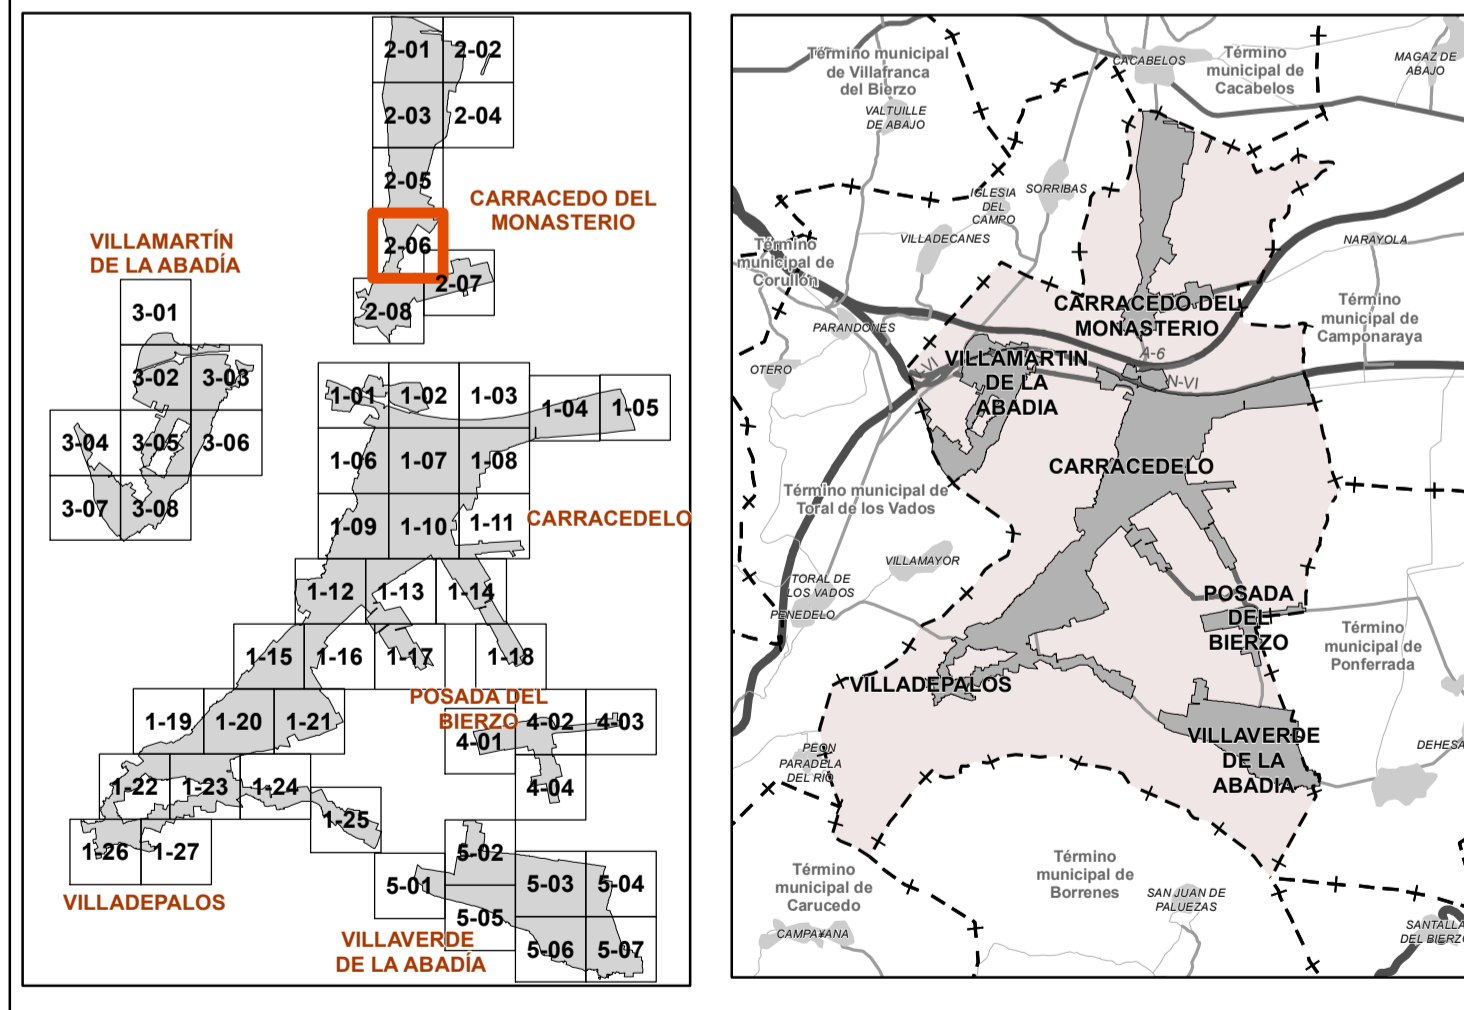 2-01
2-02
2-03
2-04
2-05
CARRACEDO DEL
MONASTERIO
2-06
2-07
2-08
VILLAMARTÍN
DE LA ABADÍA
3-01
3-02
3-03
3-04
3-05
3-06
3-07
3-08
1-01
1-02
1-03
1-04
1-05
1-06
1-07
1-08
1-09
1-10
1-11
CARRACEDELO
1-12
1-13
1-14
1-15
1-16
1-17
1-18
POSADA DEL
BIERZO
1-19
1-20
1-21
4-01
4-02
4-03
4-04
1-22
1-23
1-24
1-25
1-26
1-27
VILLADEPALOS
5-01
5-02
5-03
5-04
5-05
5-06
5-07
VILLAVERDE
DE LA ABADÍA
Término municipal
de Villafranca
del Bierzo
CACABELOS
Término
municipal de
Cacabelos
MAGAZ DE
ABAJO
VALTUILLE
DE ABAJO
IGLESIA
DEL
CAMPO
SORRIBAS
VILLADECANES
NARAYOLA
Término
municipal de
Corullón
CARRACEDO DEL
MONASTERIO
Término
municipal de
Camponaraya
PARANDONES
A-6
OTERO
N-VI
VILLAMARTIN
DE LA
ABADIA
N-VI
CARRACEDELO
Término municipal de
Toral de los Vados
VILLAMAYOR
TORAL DE
LOS VADOS
PENEDELO
POSADA
DEL
BIERZO
Término
municipal de
Ponferrada
VILLADEPALOS
VILLAVERDE
DE LA
ABADIA
DEHESA
PEON
PARADELA
DEL RÍO
Término
municipal de
Carucedo
Término
municipal de
Borrenes
SAN JUAN DE
PALUEZAS
CAMPA¥ANA
SANTALLA
DEL BIERZO